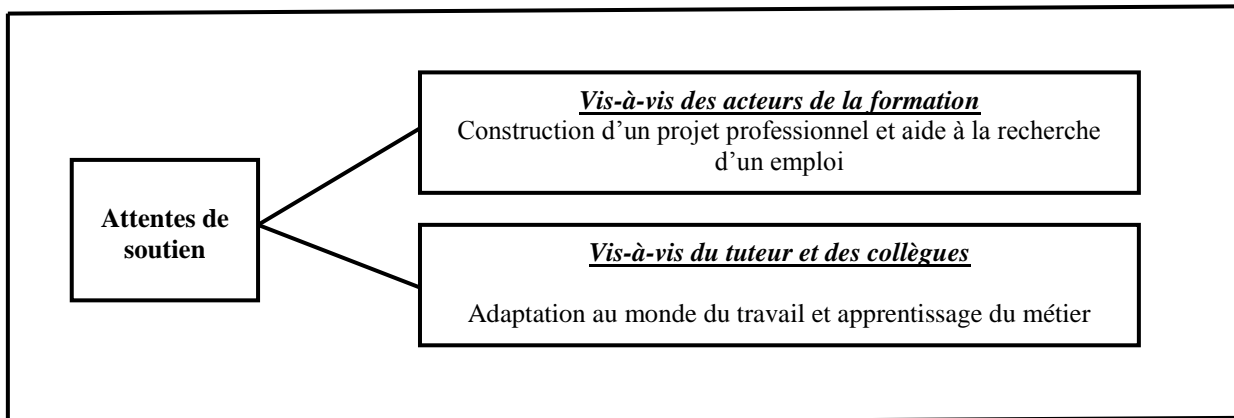 Attentes de
soutien
Vis-à-vis des acteurs de la formation
Construction d'un projet professionnel et aide à la recherche
d'un emploi
Vis-à-vis du tuteur et des collègues
Adaptation au monde du travail et apprentissage du métier